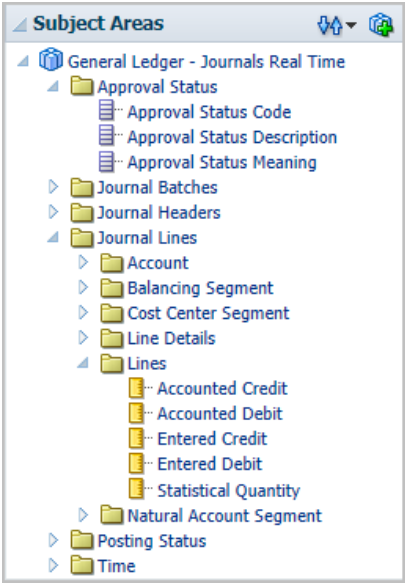 Subject Areas
General Ledger - Journals Real Time
Approval Status
Approval Status Code
Approval Status Description
Approval Status Meaning
Journal Batches
Journal Headers
Journal Lines
Account
Balancing Segment
Cost Center Segment
Line Details
Lines
Accounted Credit
Accounted Debit
Entered Credit
Entered Debit
Statistical Quantity
Natural Account Segment
Posting Status
Time